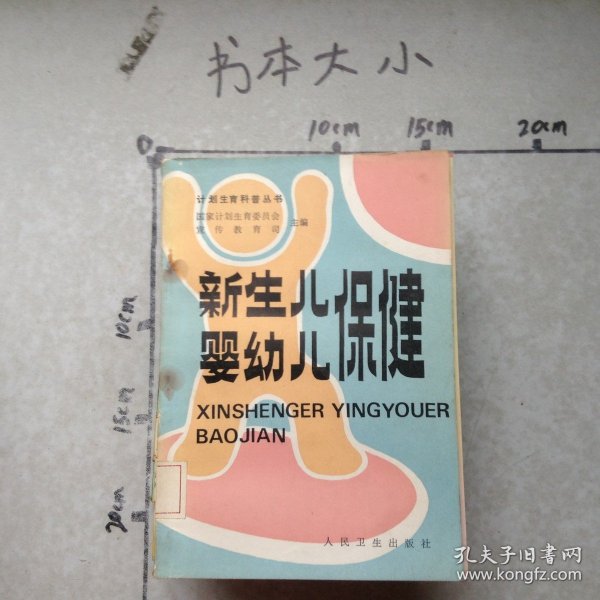 书本大小
10cm 15cm 20cm
0
10cm
15cm
20cm
计划生育科普丛书
国家计划生育委员会
宣传教育司 主编
新生儿保健
婴幼儿
XINSHENGER YINGYOUER
BAOJIAN
人民卫生出版社
孔夫子旧书网
www.kongfz.com